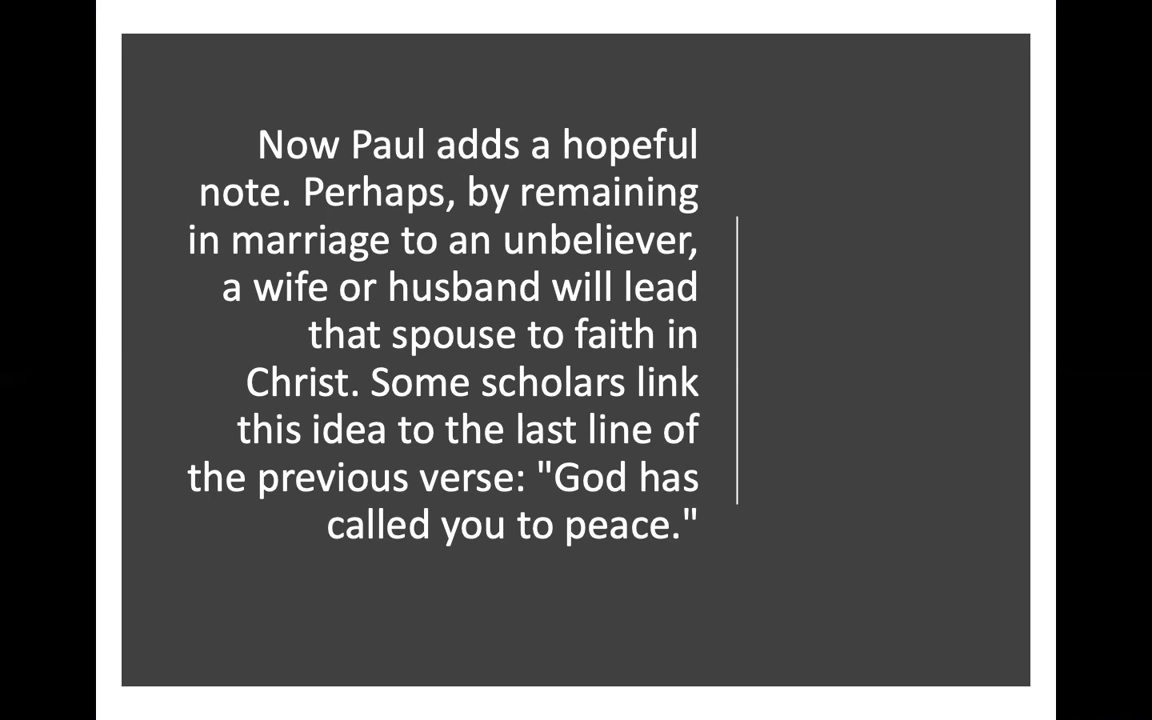 Now Paul adds a hopeful
note. Perhaps, by remaining
in marriage to an unbeliever,
a wife or husband will lead
that spouse to faith in
Christ. Some scholars link
this idea to the last line of
the previous verse: "God has
called you to peace."